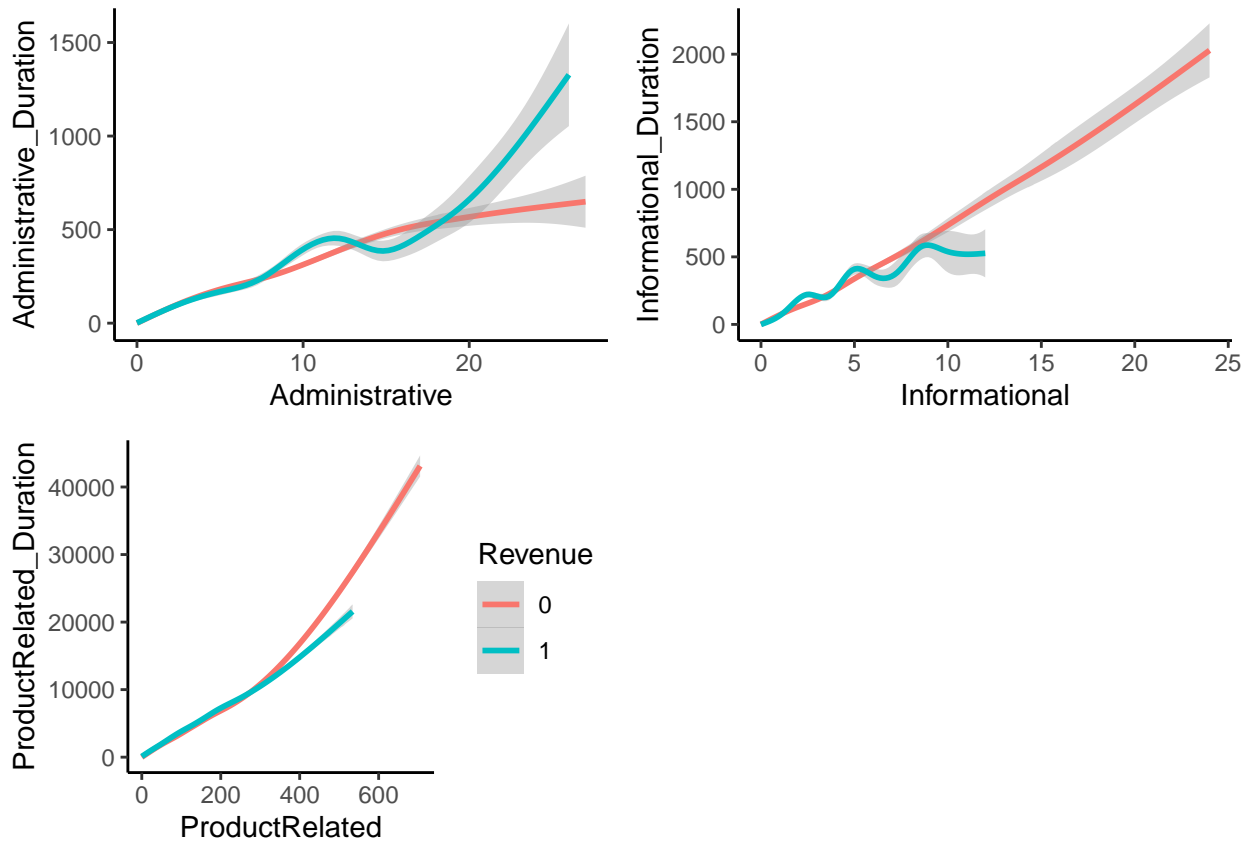 Administrative_Duration
1500
1000
500
0
0 10 20
Administrative
Informational_Duration
2000
1500
1000
500
0
0 5 10 15 20 25
Informational
ProductRelated_Duration
40000
30000
20000
10000
0
0 200 400 600
ProductRelated
Revenue
0
1